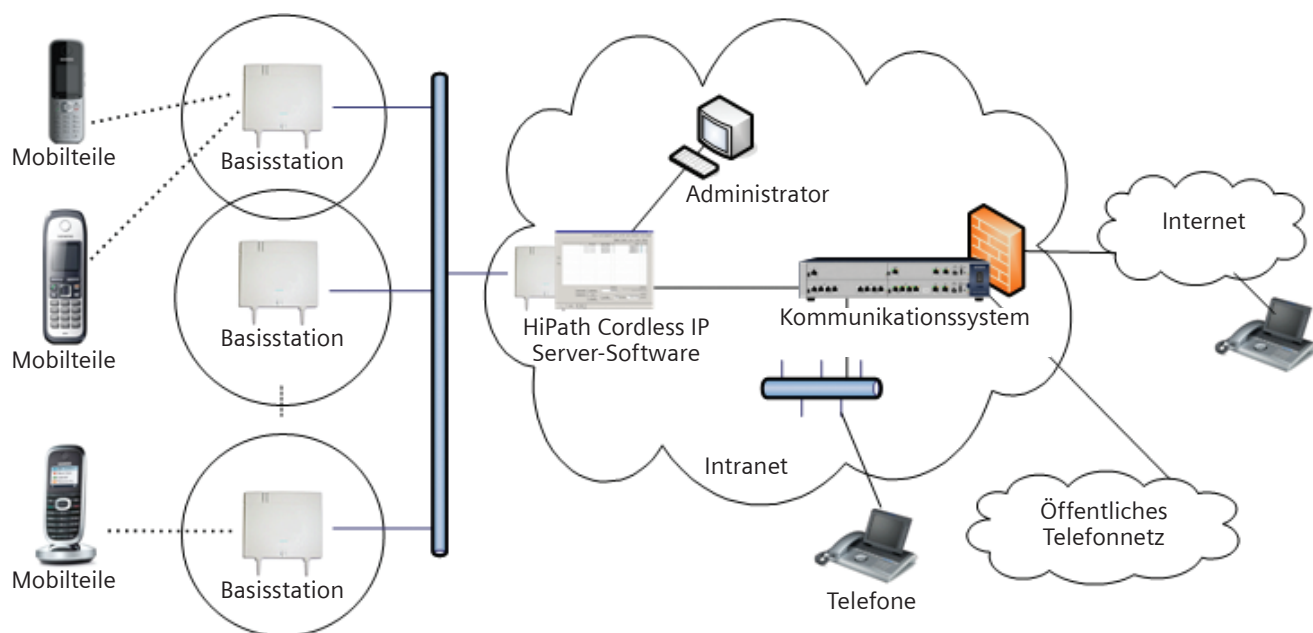 Mobilteile
Basisstation
Mobilteile
Basisstation
Mobilteile
Basisstation
Administrator
HiPath Cordless IP
Server-Software
Kommunikationssystem
Internet
Intranet
Telefone
Öffentliches
Telefonnetz